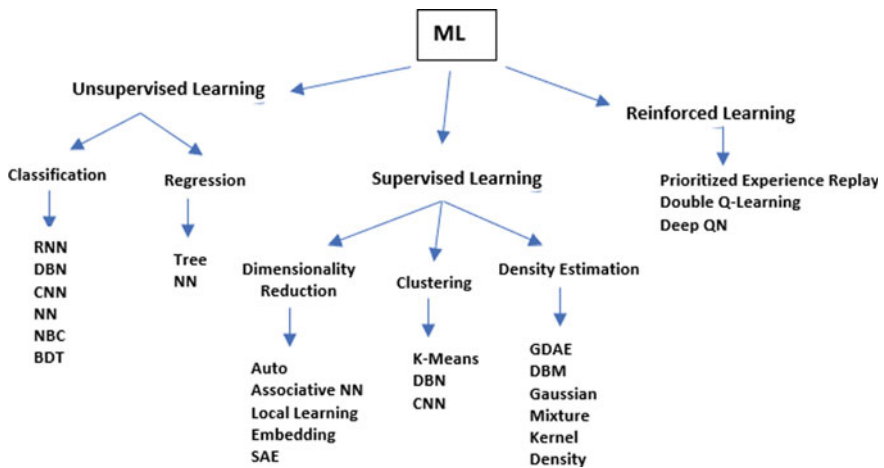 ML
Unsupervised Learning
Reinforced Learning
Classification
Regression
Supervised Learning
Prioritized Experience Replay
Double Q-Learning
Deep QN
RNN
DBN
CNN
NN
NBC
BDT
Tree
NN
Dimensionality
Reduction
Clustering
Density Estimation
Auto
Associative NN
Local Learning
Embedding
SAE
K-Means
DBN
CNN
GDAE
DBM
Gaussian
Mixture
Kernel
Density